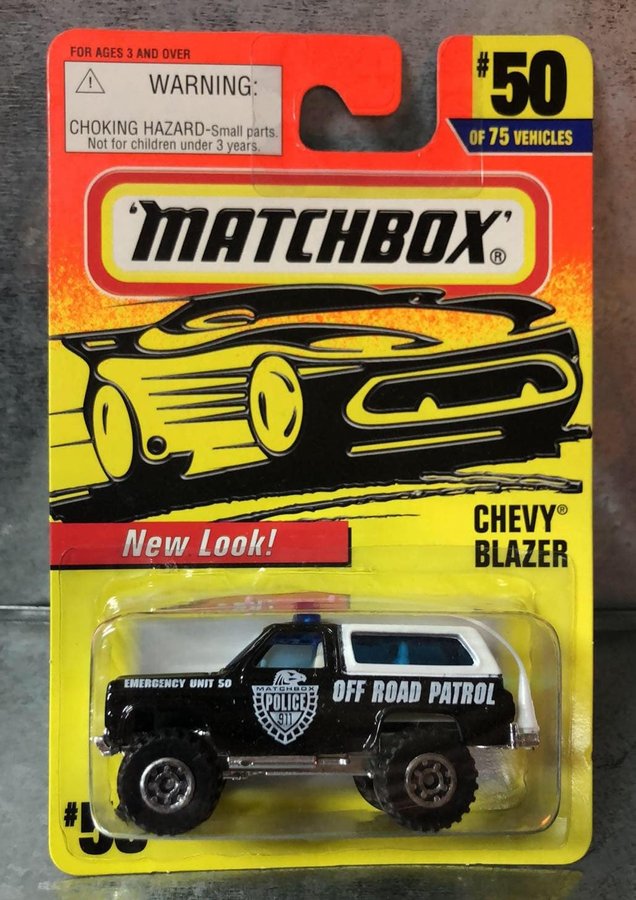 FOR AGES 3 AND OVER
⚠ WARNING:
CHOKING HAZARD-Small parts.
Not for children under 3 years.
#50
OF 75 VEHICLES
'MATCHBOX'®
New Look!
CHEVY®
BLAZER
EMERGENCY UNIT 50
MATCHBOX
POLICE
911
OFF ROAD PATROL
#50